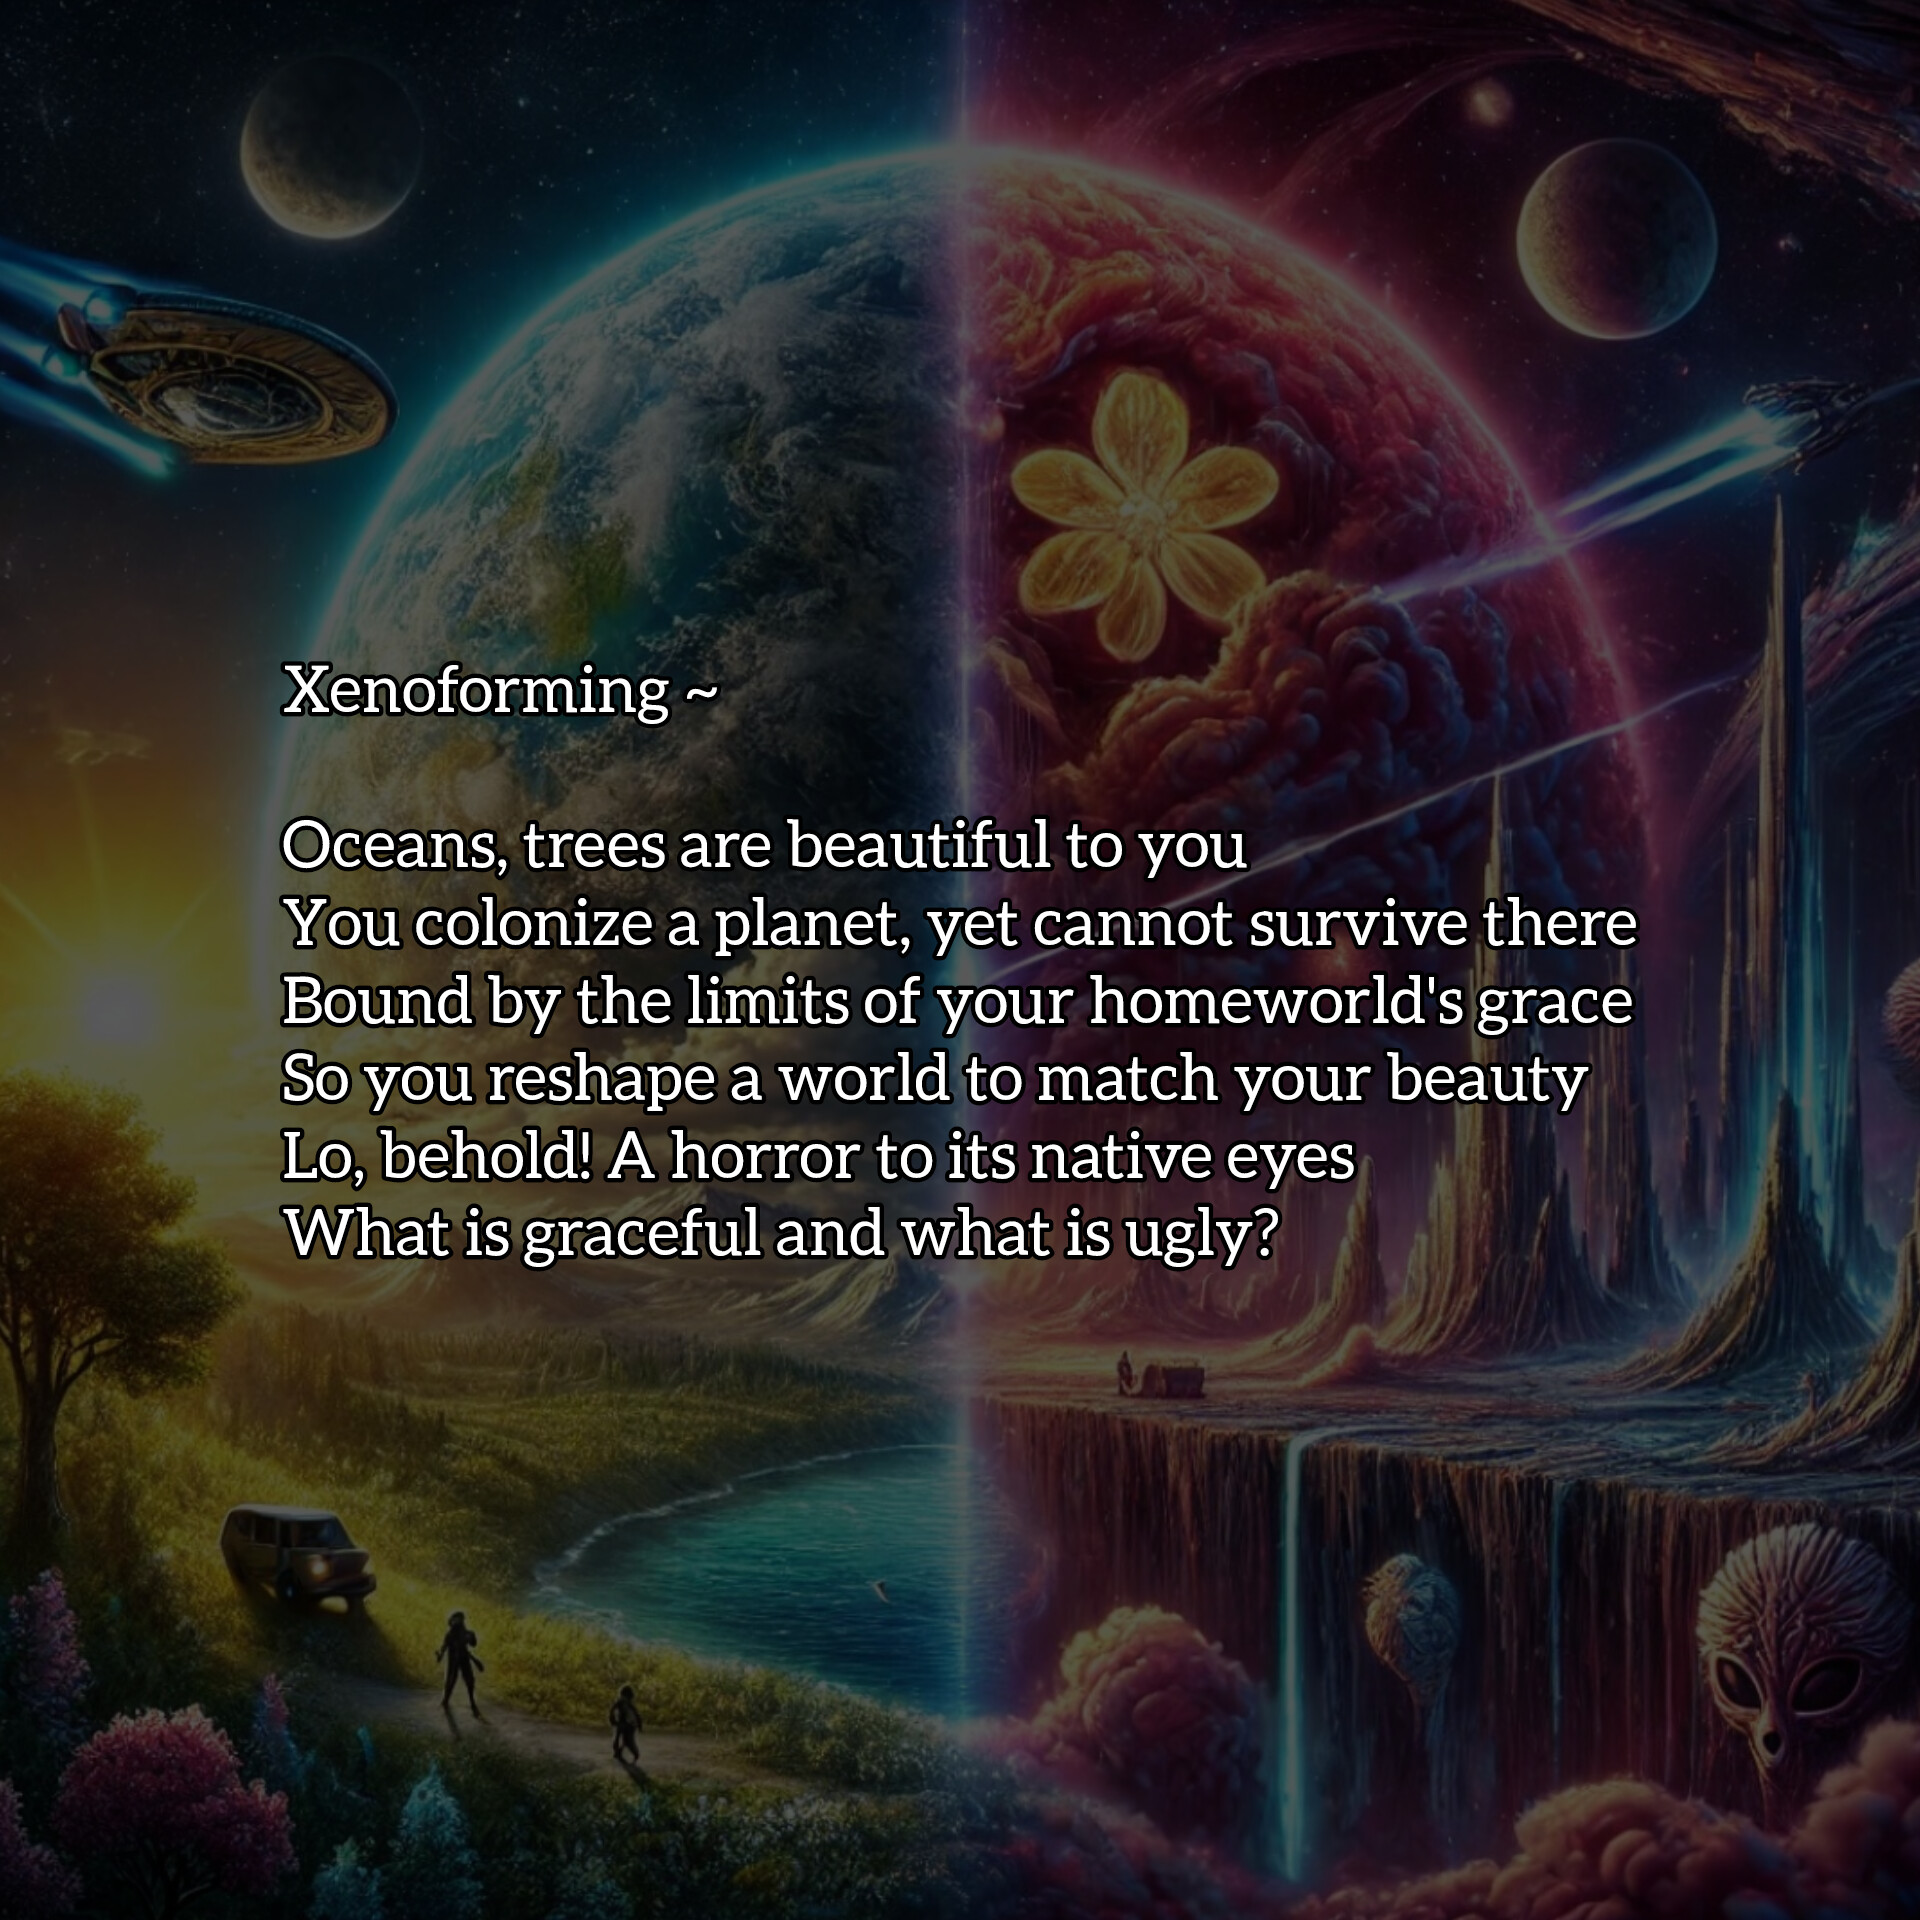 Xenoforming ~
Oceans, trees are beautiful to you
You colonize a planet, yet cannot survive there
Bound by the limits of your homeworld's grace
So you reshape a world to match your beauty
Lo, behold! A horror to its native eyes
What is graceful and what is ugly?